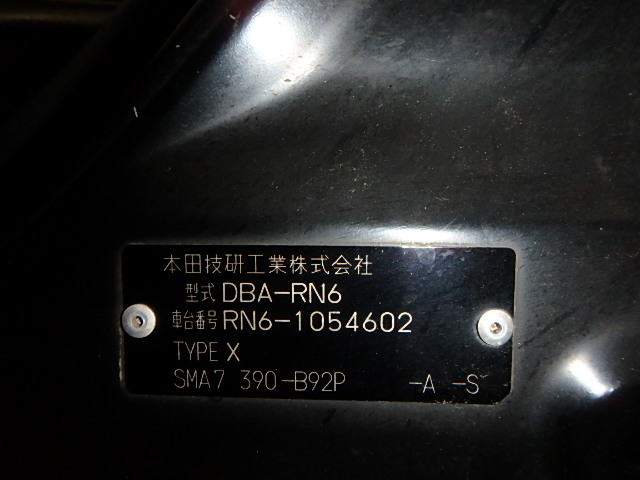 本田技研工業株式会社
型式 DBA-RN6
車台番号 RN6-1054602
TYPE X
SMA7 390-B92P -A -S